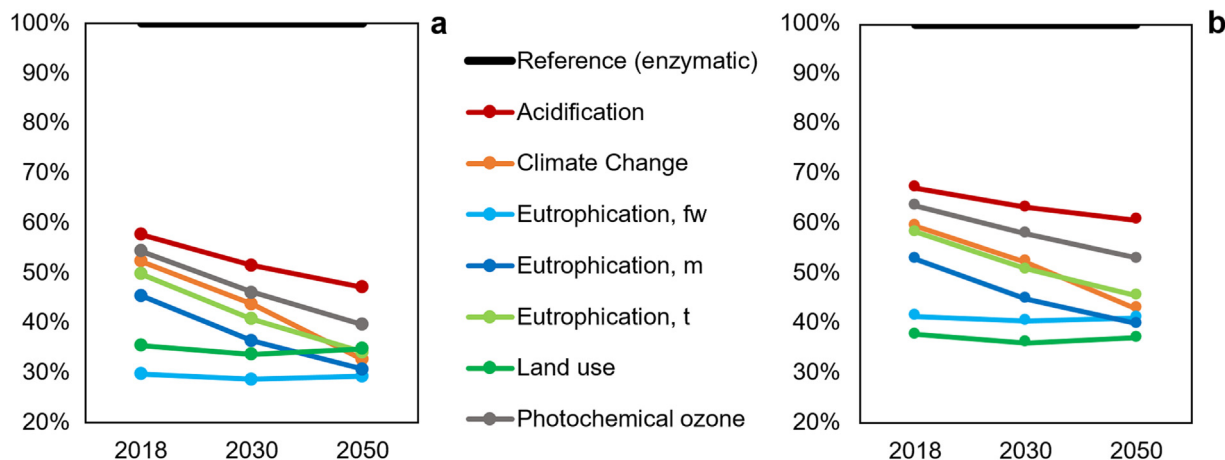 100%
90%
80%
70%
60%
50%
40%
30%
20%
2018 2030 2050
a
Reference (enzymatic)
Acidification
Climate Change
Eutrophication, fw
Eutrophication, m
Eutrophication, t
Land use
Photochemical ozone
b
100%
90%
80%
70%
60%
50%
40%
30%
20%
2018 2030 2050